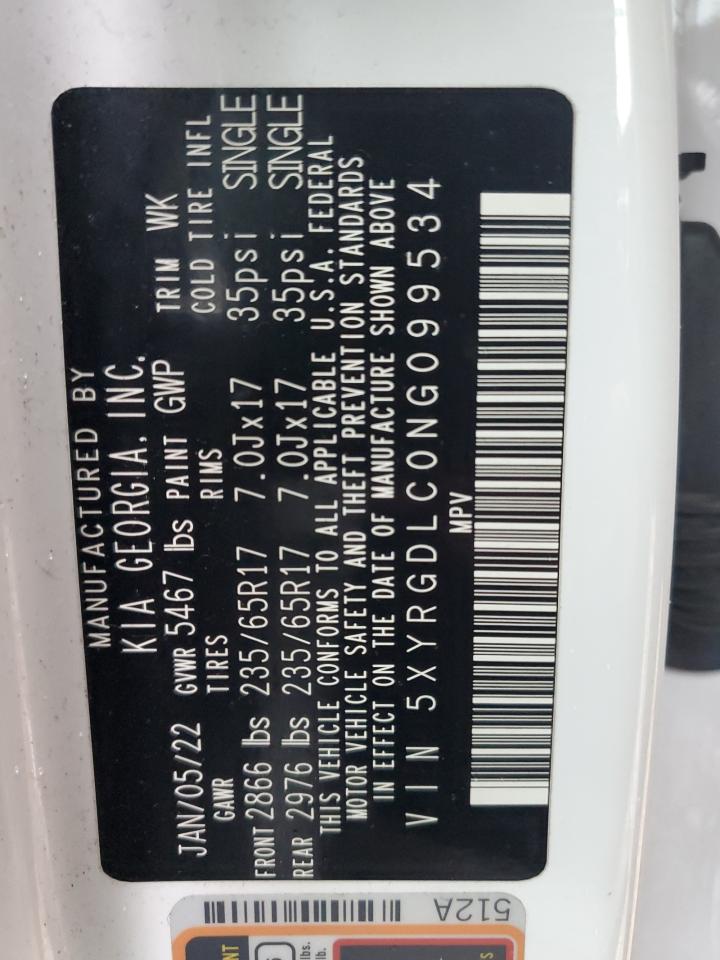 MANUFACTURED BY
KIA GEORGIA, INC.
JAN/05/22 GVWR 5467 lbs PAINT GWP TRIM WK
GAWR TIRES RIMS COLD TIRE INFL
FRONT 2866 lbs 235/65R17 7.0Jx17 35psi SINGLE
REAR 2976 lbs 235/65R17 7.0Jx17 35psi SINGLE
THIS VEHICLE CONFORMS TO ALL APPLICABLE U.S.A. FEDERAL
MOTOR VEHICLE SAFETY AND THEFT PREVENTION STANDARDS
IN EFFECT ON THE DATE OF MANUFACTURE SHOWN ABOVE
VIN 5XYRGDLC0NG099534
MPV
512A
lbs.
lb.